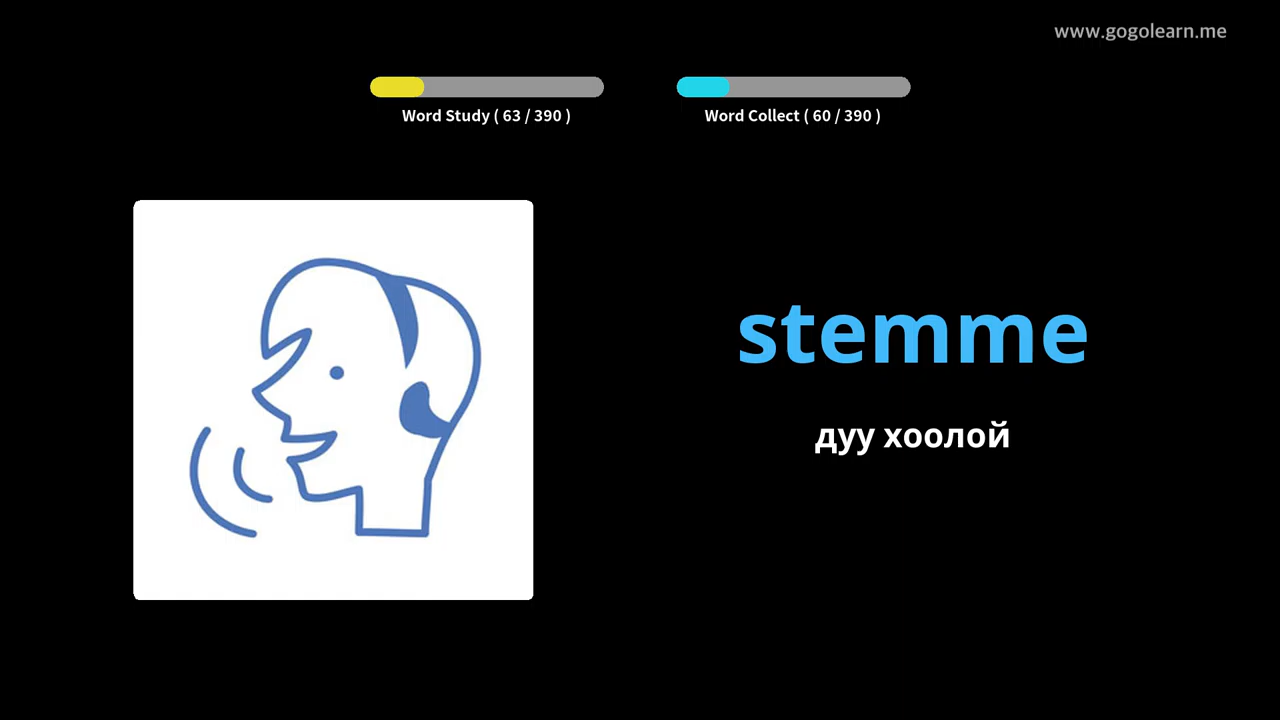 www.gogolearn.me
Word Study ( 63 / 390 )
Word Collect ( 60 / 390 )
stemme
дуу хоолой